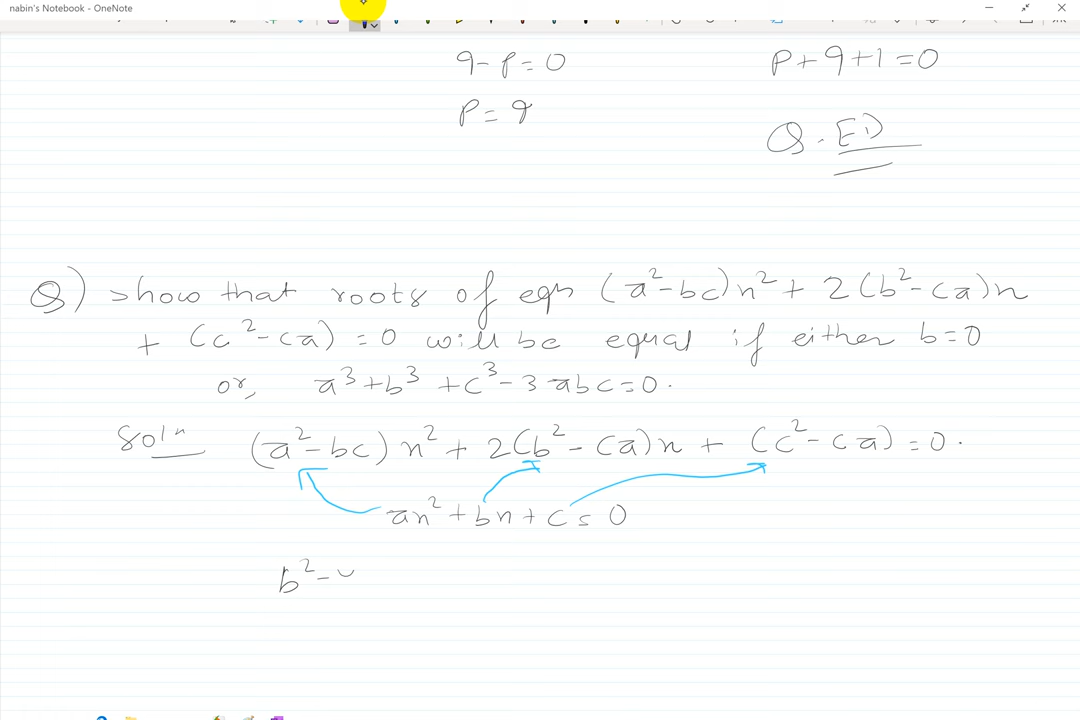 nabin's Notebook - OneNote
q - p = 0
p + q + 1 = 0
p = q
Q.ED
Q) show that roots of eqn (a²-bc)x² + 2(b²-ca)x
+ (c²-ca) = 0 will be equal if either b=0
or, a³+b³+c³-3abc=0.
Solⁿ (a²-bc)x² + 2(b²-ca)x + (c²-ca) = 0.
ax²+bx+c=0
b²-